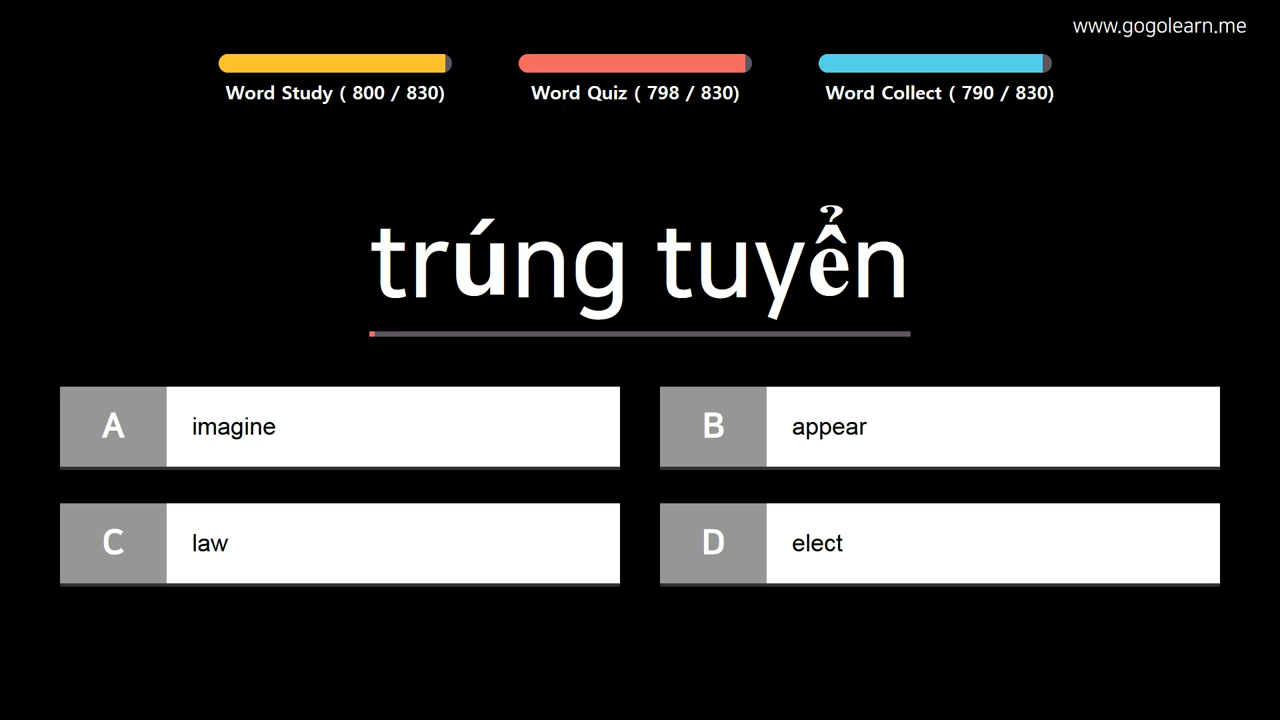 www.gogolearn.me
Word Study ( 800 / 830)
Word Quiz ( 798 / 830)
Word Collect ( 790 / 830)
trúng tuyển
A imagine
B appear
C law
D elect